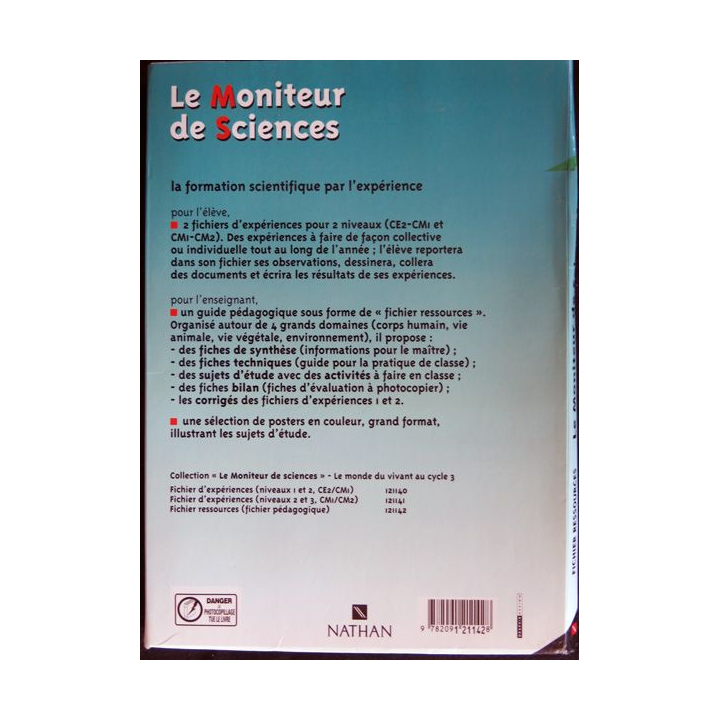 Le Moniteur
de Sciences
la formation scientifique par l'expérience
pour l'élève,
2 fichiers d'expériences pour 2 niveaux (CE2-CM1 et
CM1-CM2). Des expériences à faire de façon collective
ou individuelle tout au long de l'année ; l'élève reportera
dans son fichier ses observations, dessinera, collera
des documents et écrira les résultats de ses expériences.
pour l'enseignant,
un guide pédagogique sous forme de « fichier ressources ».
Organisé autour de 4 grands domaines (corps humain, vie
animale, vie végétale, environnement), il propose :
- des fiches de synthèse (informations pour le maître) ;
- des fiches techniques (guide pour la pratique de classe) ;
- des sujets d'étude avec des activités à faire en classe ;
- des fiches bilan (fiches d'évaluation à photocopier) ;
- les corrigés des fichiers d'expériences 1 et 2.
une sélection de posters en couleur, grand format,
illustrant les sujets d'étude.
Collection « Le Moniteur de sciences » - Le monde du vivant au cycle 3
Fichier d'expériences (niveaux 1 et 2, CE2/CM1) 121140
Fichier d'expériences (niveaux 2 et 3, CM1/CM2) 121141
Fichier ressources (fichier pédagogique) 121142
DANGER
LE
PHOTOCOPILLAGE
TUE LE LIVRE
NATHAN
9 782091 211428
FICHIER RESSOURCES Le Moniteur de